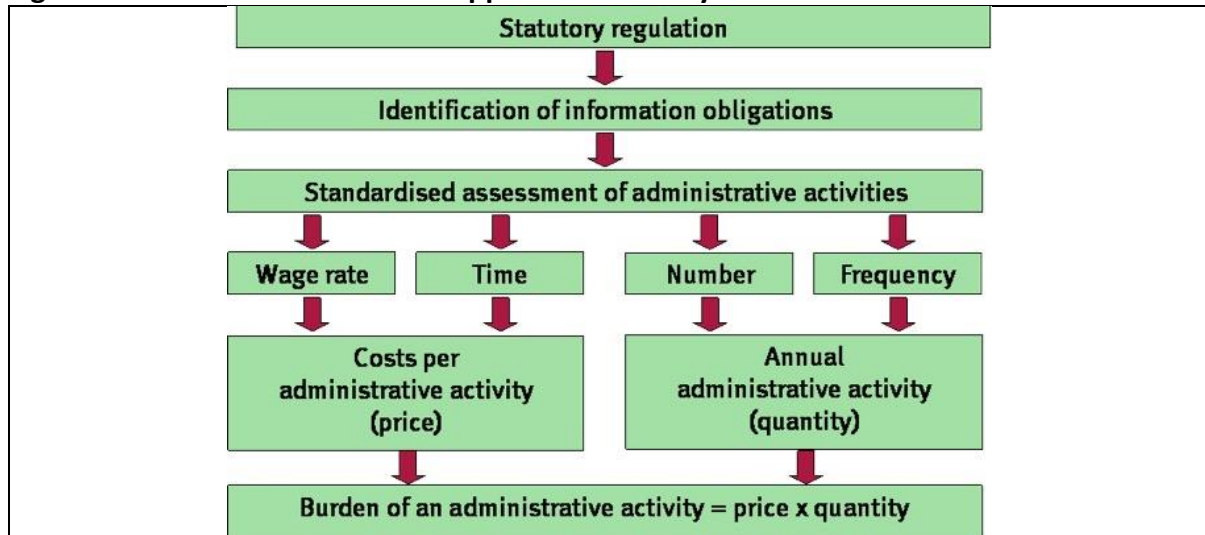 Statutory regulation
Identification of information obligations
Standardised assessment of administrative activities
Wage rate
Time
Number
Frequency
Costs per
administrative activity
(price)
Annual
administrative activity
(quantity)
Burden of an administrative activity = price x quantity